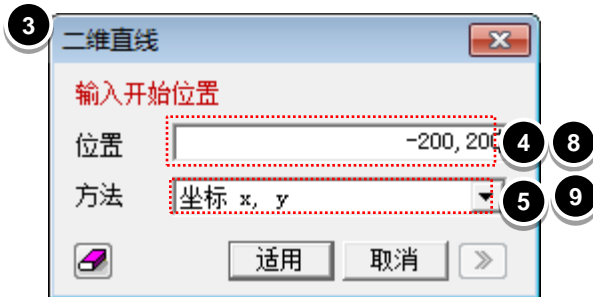 3
二维直线
输入开始位置
位置 -200,200 4 8
方法 坐标 x, y 5 9
适用 取消